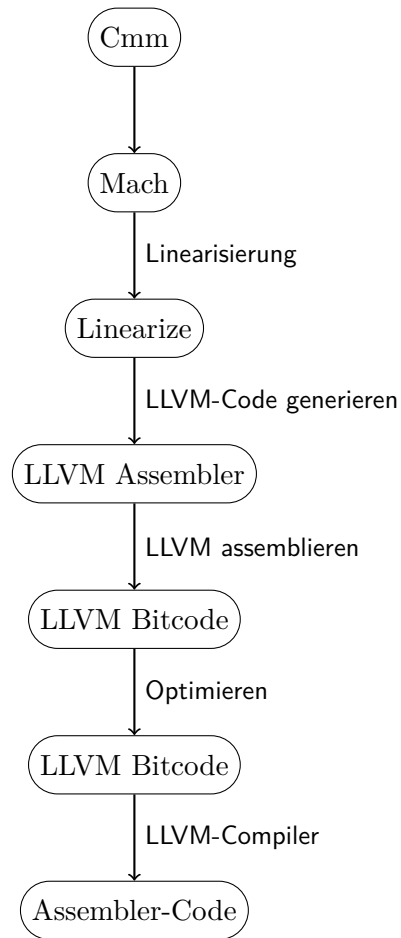 Cmm
Mach
Linearisierung
Linearize
LLVM-Code generieren
LLVM Assembler
LLVM assemblieren
LLVM Bitcode
Optimieren
LLVM Bitcode
LLVM-Compiler
Assembler-Code